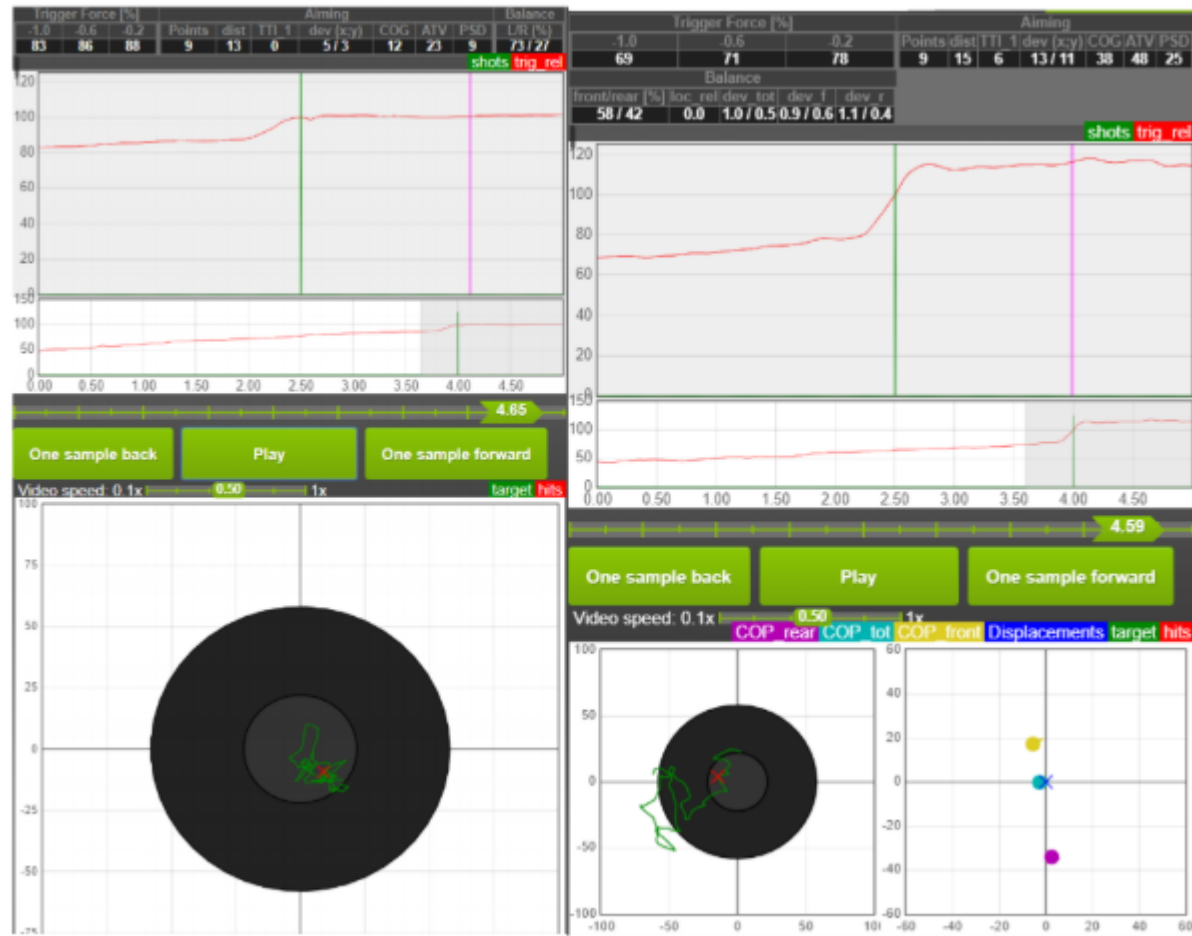 Trigger Force [%] Aiming Balance
-1.0 -0.6 -0.2 Points dist TTI_1 dev (x;y) COG ATV PSD L/R (%)
83 86 88 9 13 0 5 / 3 12 23 9 73 / 27
shots trig_rel
120
100
80
60
40
20
0
150
100
50
0
0.00 0.50 1.00 1.50 2.00 2.50 3.00 3.50 4.00 4.50
4.65
One sample back Play One sample forward
Video speed: 0.1x 0.50 1x
target hits
100
75
50
25
0
-25
-50
-75
Trigger Force [%] Aiming
-1.0 -0.6 -0.2 Points dist TTI_1 dev (x;y) COG ATV PSD
69 71 78 9 15 6 13 / 11 38 48 25
Balance
front/rear [%] loc_rel dev_tot dev_f dev_r
58 / 42 0.0 1.0 / 0.5 0.9 / 0.6 1.1 / 0.4
shots trig_rel
120
100
80
60
40
20
0
150
100
50
0
0.00 0.50 1.00 1.50 2.00 2.50 3.00 3.50 4.00 4.50
4.59
One sample back Play One sample forward
Video speed: 0.1x 0.50 1x
COP_rear COP_tot COP_front Displacements target hits
100
50
0
-50
-100
-100 -50 0 50 10
60
40
20
0
-20
-40
-60
-60 -40 -20 0 20 40 60